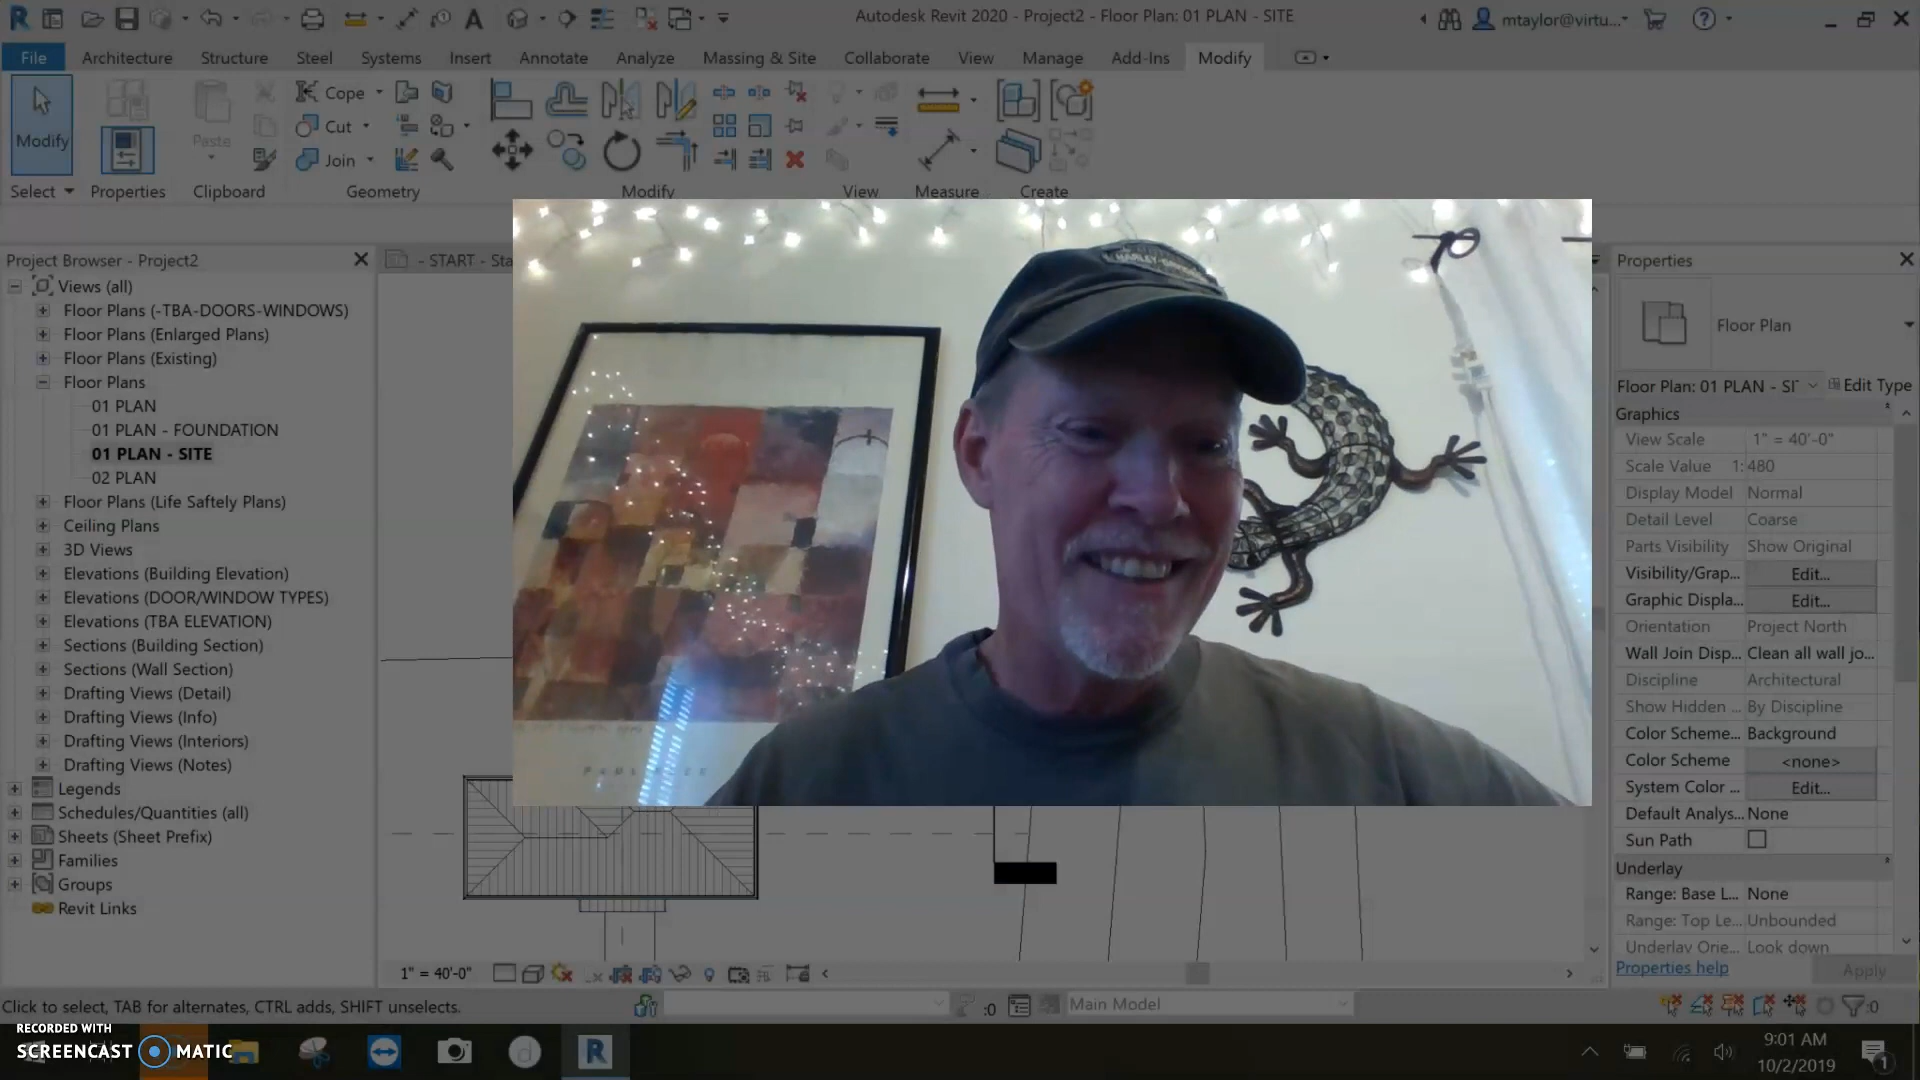 Autodesk Revit 2020 - Project2 - Floor Plan: 01 PLAN - SITE
mtaylor@virtu...
File Architecture Structure Steel Systems Insert Annotate Analyze Massing & Site Collaborate View Manage Add-Ins Modify
Modify
Paste
Cope
Cut
Join
Select Properties Clipboard Geometry Modify View Measure Create
Project Browser - Project2
- START - Sta
Views (all)
Floor Plans (-TBA-DOORS-WINDOWS)
Floor Plans (Enlarged Plans)
Floor Plans (Existing)
Floor Plans
01 PLAN
01 PLAN - FOUNDATION
01 PLAN - SITE
02 PLAN
Floor Plans (Life Saftely Plans)
Ceiling Plans
3D Views
Elevations (Building Elevation)
Elevations (DOOR/WINDOW TYPES)
Elevations (TBA ELEVATION)
Sections (Building Section)
Sections (Wall Section)
Drafting Views (Detail)
Drafting Views (Info)
Drafting Views (Interiors)
Drafting Views (Notes)
Legends
Schedules/Quantities (all)
Sheets (Sheet Prefix)
Families
Groups
Revit Links
HARLEY-DAVIDSON
Properties
Floor Plan
Floor Plan: 01 PLAN - SI Edit Type
Graphics
View Scale 1" = 40'-0"
Scale Value 1: 480
Display Model Normal
Detail Level Coarse
Parts Visibility Show Original
Visibility/Grap... Edit...
Graphic Displa... Edit...
Orientation Project North
Wall Join Disp... Clean all wall jo...
Discipline Architectural
Show Hidden ... By Discipline
Color Scheme... Background
Color Scheme <none>
System Color ... Edit...
Default Analys... None
Sun Path
Underlay
Range: Base L... None
Range: Top Le... Unbounded
Underlay Orie... Look down
Properties help Apply
1" = 40'-0"
Click to select, TAB for alternates, CTRL adds, SHIFT unselects.
:0 Main Model :0
RECORDED WITH
SCREENCAST MATIC
9:01 AM
10/2/2019
1